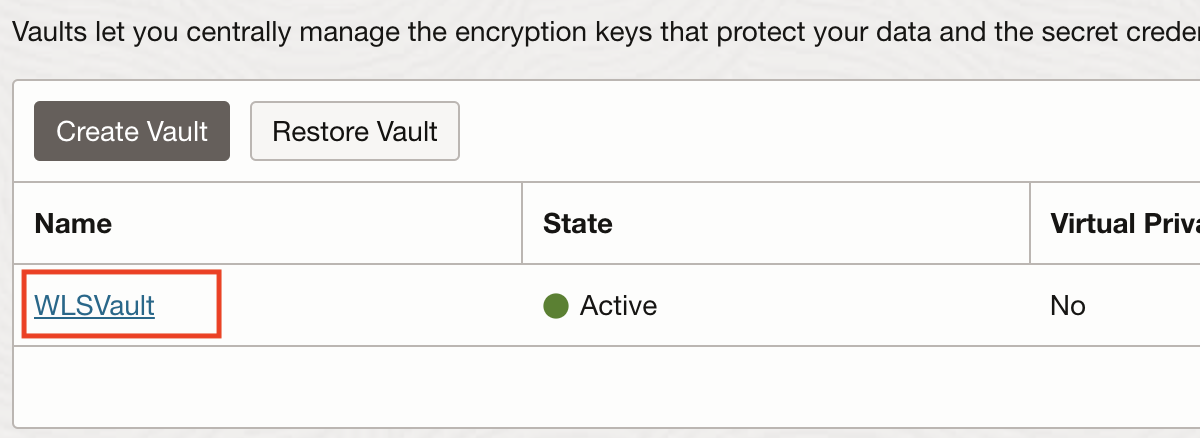 Vaults let you centrally manage the encryption keys that protect your data and the secret
Create Vault Restore Vault
Name State Virtual
WLSVault Active No